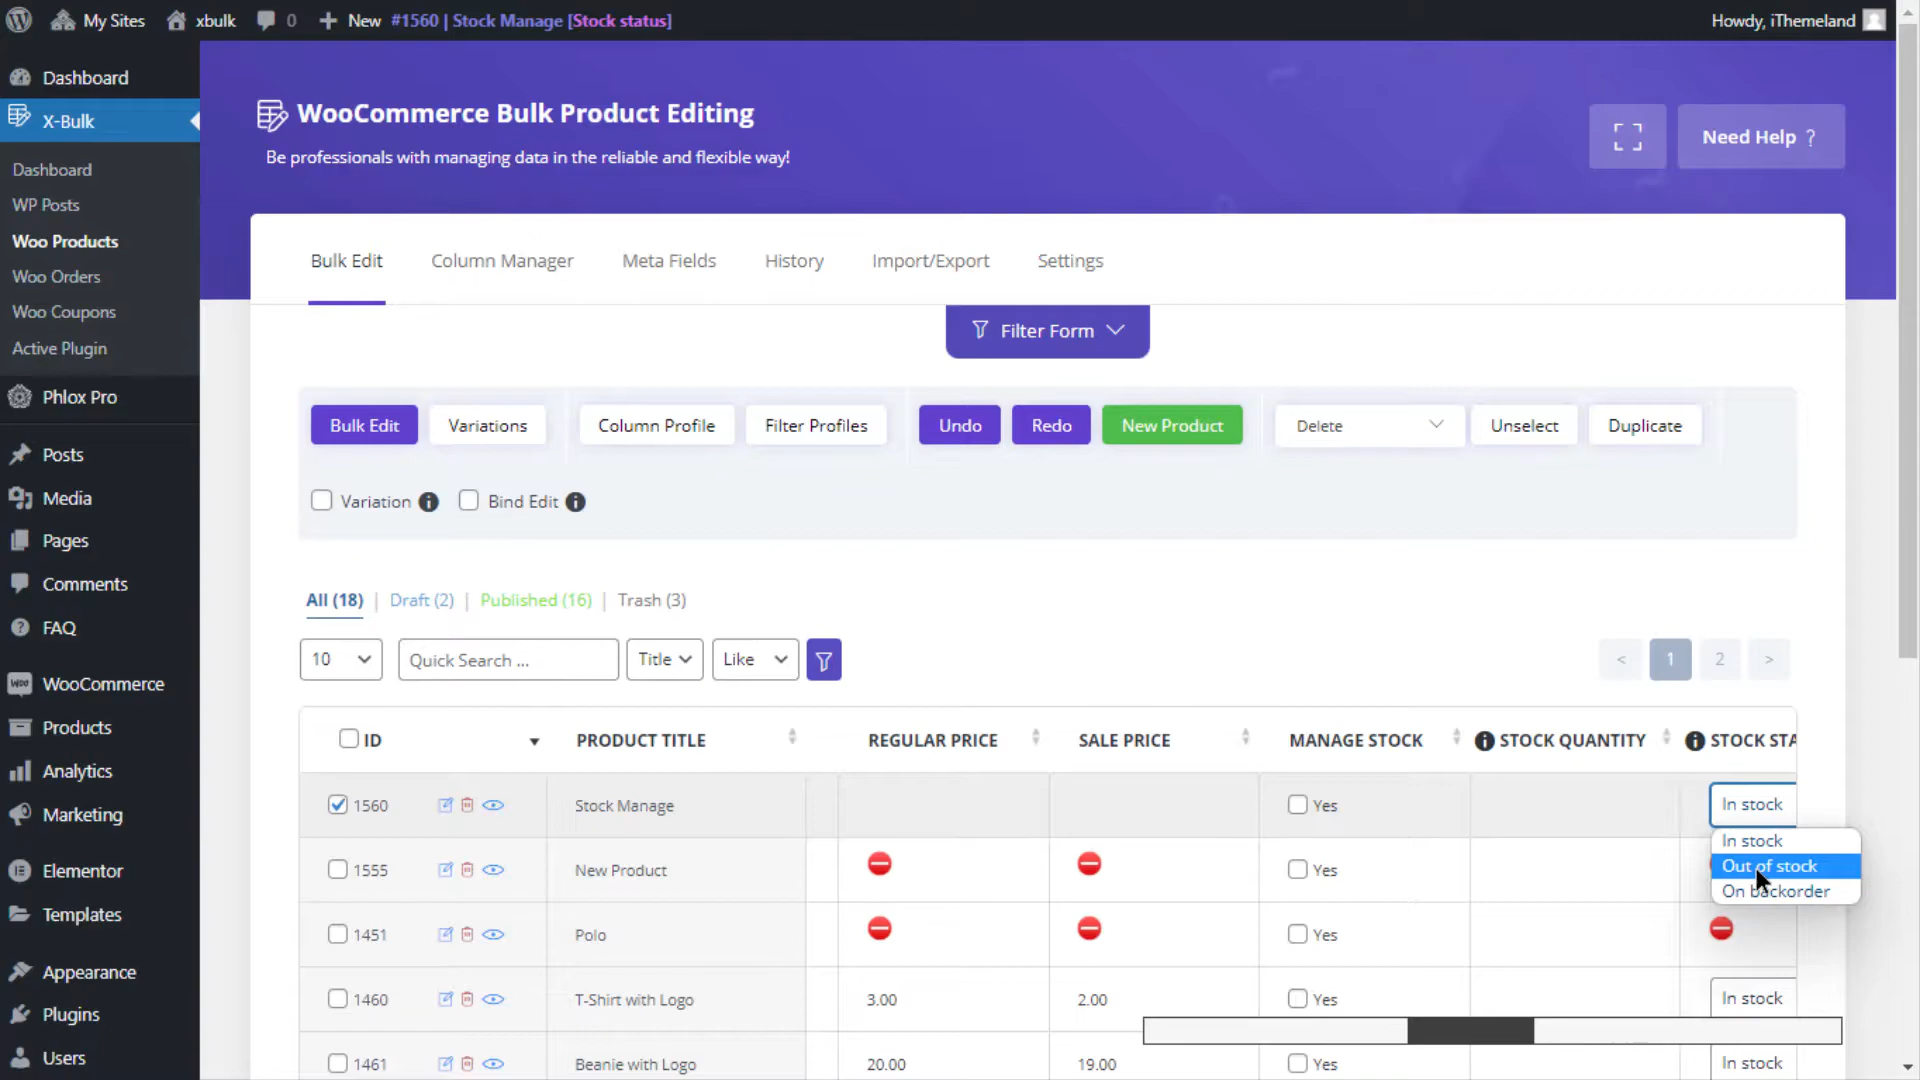 My Sites xbulk 0 New #1560 | Stock Manage [Stock status] Howdy, iThemeland
Dashboard
X-Bulk
Dashboard
WP Posts
Woo Products
Woo Orders
Woo Coupons
Active Plugin
Phlox Pro
Posts
Media
Pages
Comments
FAQ
WooCommerce
Products
Analytics
Marketing
Elementor
Templates
Appearance
Plugins
Users
WooCommerce Bulk Product Editing
Be professionals with managing data in the reliable and flexible way!
Need Help ?
Bulk Edit Column Manager Meta Fields History Import/Export Settings
Filter Form
Bulk Edit Variations Column Profile Filter Profiles Undo Redo New Product Delete Unselect Duplicate
Variation Bind Edit
All (18) | Draft (2) | Published (16) | Trash (3)
10 Quick Search ... Title Like < 1 2 >
ID PRODUCT TITLE REGULAR PRICE SALE PRICE MANAGE STOCK STOCK QUANTITY STOCK STA
1560 Stock Manage Yes In stock
In stock
Out of stock
On backorder
1555 New Product Yes
1451 Polo Yes
1460 T-Shirt with Logo 3.00 2.00 Yes In stock
1461 Beanie with Logo 20.00 19.00 Yes In stock